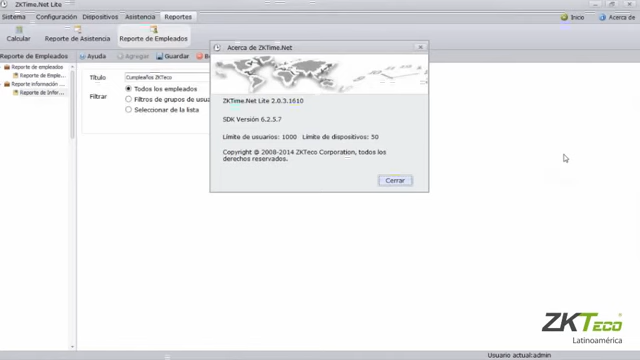 ZKTime.Net Lite
Sistema Configuración Dispositivos Asistencia Reportes
Inicio Acerca de
Calcular Reporte de Asistencia Reporte de Empleados
Reporte de Empleados
Ayuda Agregar Guardar
Reporte de empleados
Reporte de Emple...
Reporte información ...
Reporte de Infor...
Título Cumpleaños ZKTeco
Filtrar Todos los empleados
Filtros de grupos de usua
Seleccionar de la lista
Acerca de ZKTime.Net
ZKTime.Net Lite 2.0.3.1610
SDK Versión 6.2.5.7
Límite de usuarios: 1000 Límite de dispositivos: 50
Copyright @ 2008-2014 ZKTeco Corporation, todos los
derechos reservados.
Cerrar
ZKTeco
Latinoamérica
Usuario actual:admin